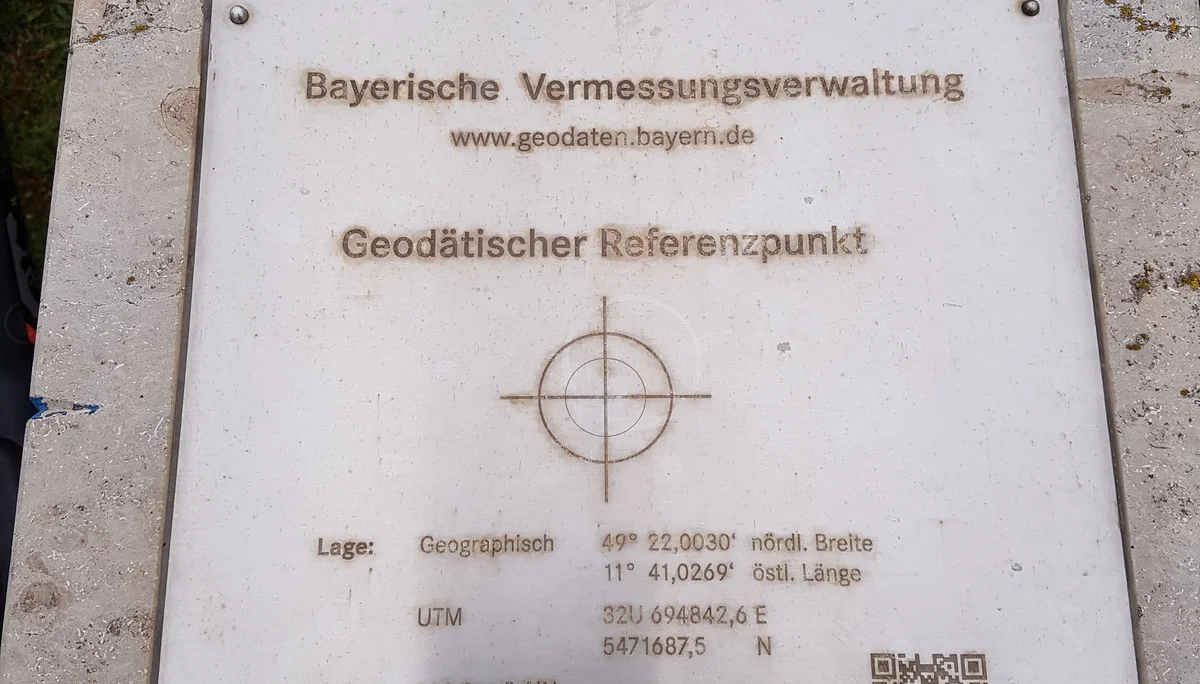 Bayerische Vermessungsverwaltung
www.geodaten.bayern.de
Geodätischer Referenzpunkt
Lage: Geographisch 49° 22,0030‘ nördl. Breite
11° 41,0269‘ östl. Länge
UTM 32U 694842,6 E
5471687,5 N